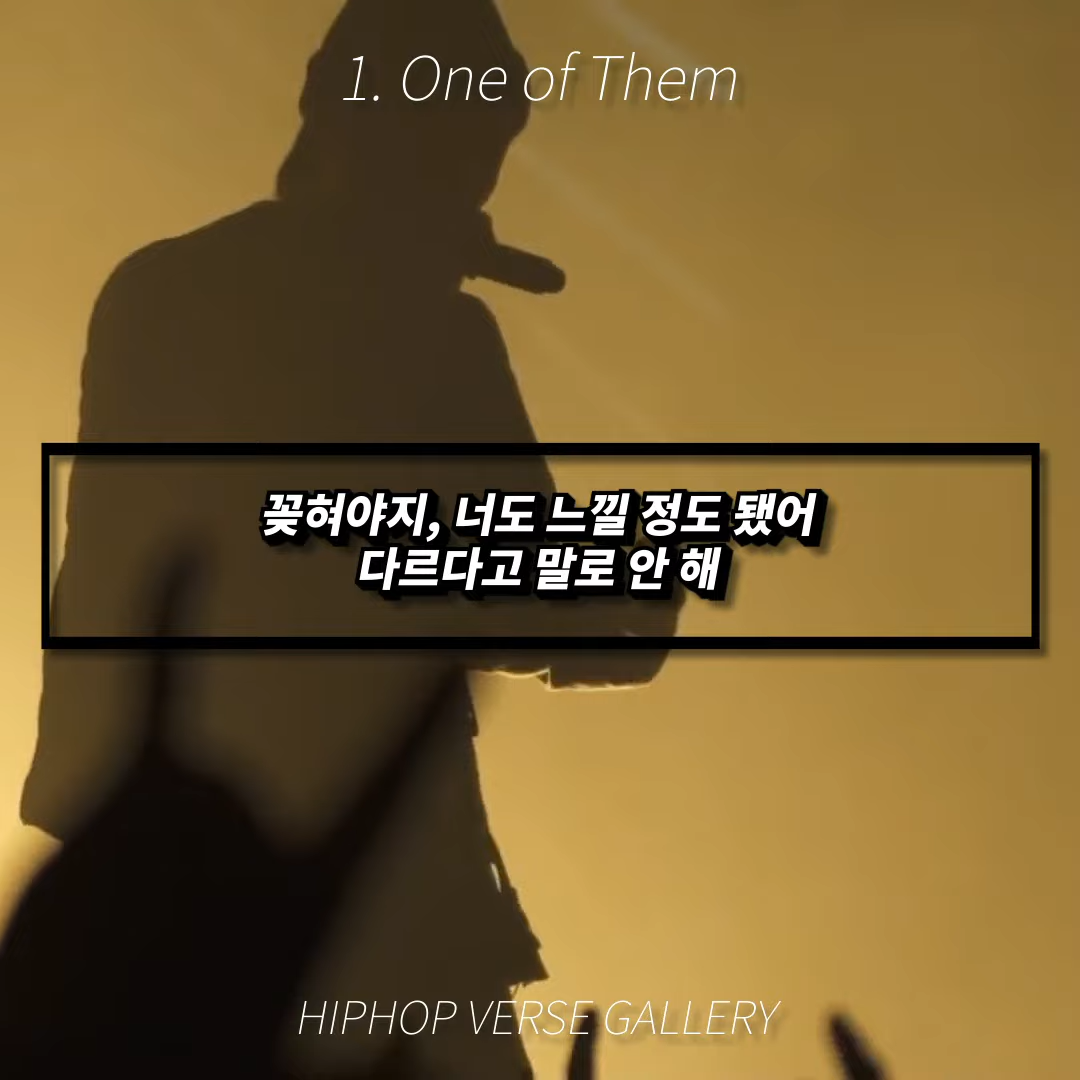 1. One of Them
꽂혀야지, 너도 느낄 정도 됐어
다르다고 말로 안 해
HIPHOP VERSE GALLERY